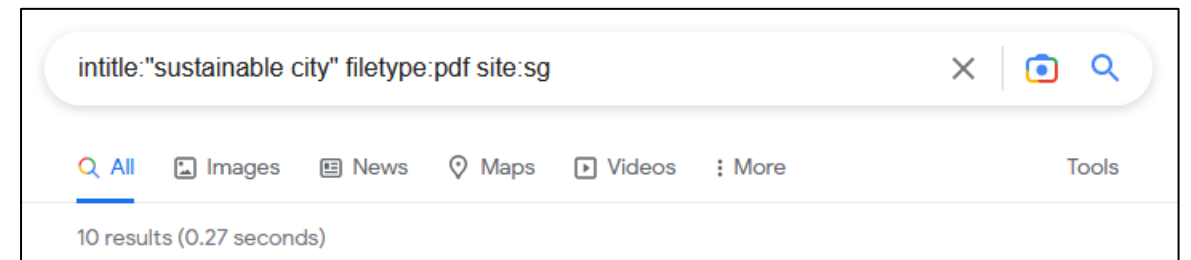 intitle:"sustainable city" filetype:pdf site:sg
All Images News Maps Videos More Tools
10 results (0.27 seconds)